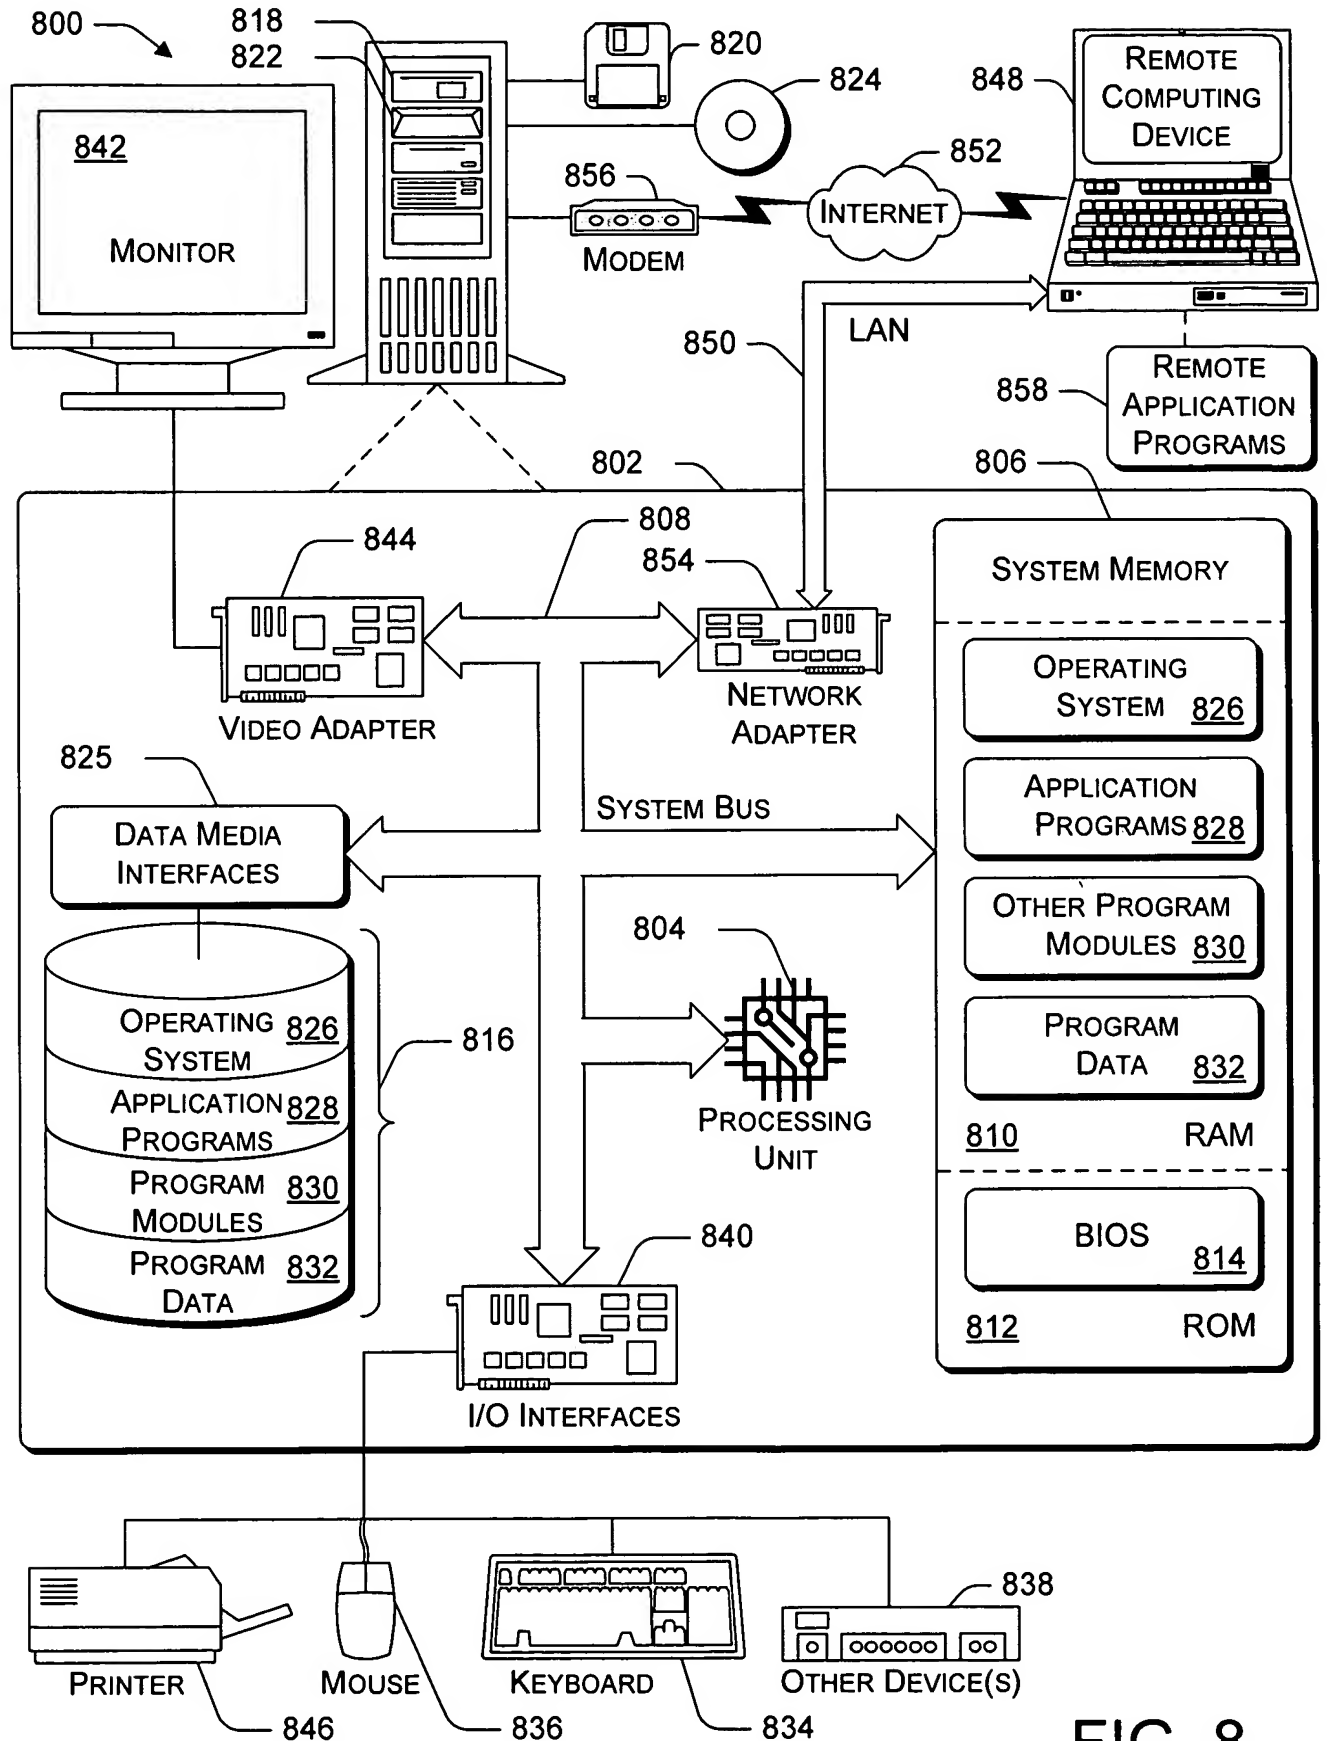 800
818
822
820
824
848
REMOTE
COMPUTING
DEVICE
842
MONITOR
856
MODEM
852
INTERNET
850
LAN
858
REMOTE
APPLICATION
PROGRAMS
802
806
844
808
854
VIDEO ADAPTER
NETWORK
ADAPTER
825
DATA MEDIA
INTERFACES
SYSTEM BUS
SYSTEM MEMORY
OPERATING
SYSTEM 826
APPLICATION
PROGRAMS 828
OTHER PROGRAM
MODULES 830
PROGRAM
DATA 832
810 RAM
BIOS
814
812 ROM
804
PROCESSING
UNIT
OPERATING 826
SYSTEM
APPLICATION 828
PROGRAMS
PROGRAM 830
MODULES
PROGRAM 832
DATA
816
840
I/O INTERFACES
838
PRINTER
MOUSE
KEYBOARD
OTHER DEVICE(S)
846
836
834
FIG. 8